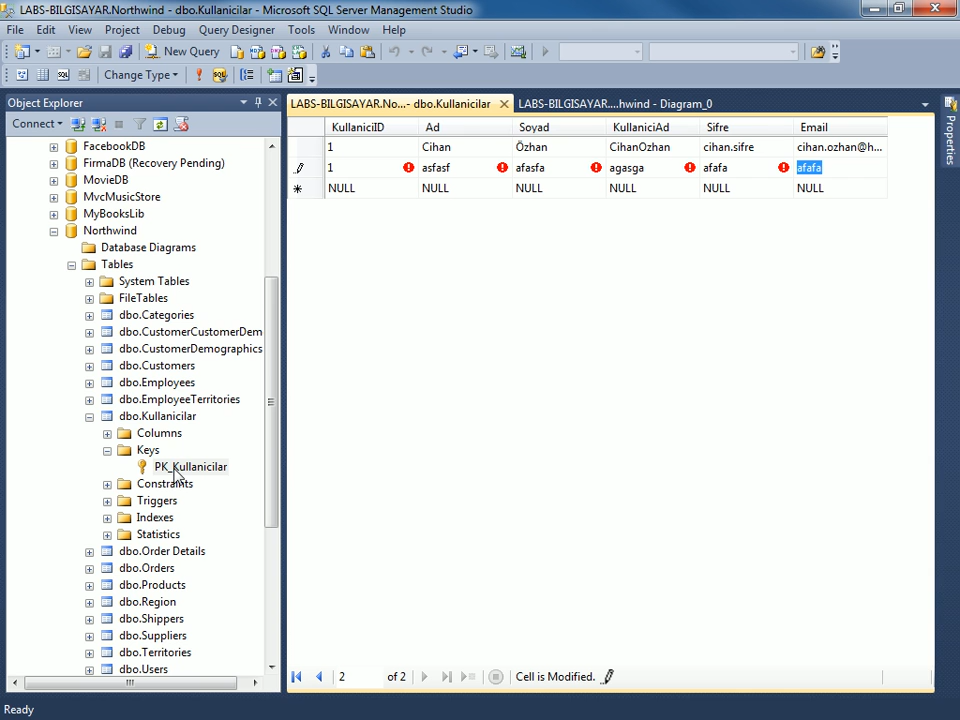 LABS-BILGISAYAR.Northwind - dbo.Kullanicilar - Microsoft SQL Server Management Studio
File Edit View Project Debug Query Designer Tools Window Help
New Query
Change Type
Object Explorer
Connect
FacebookDB
FirmaDB (Recovery Pending)
MovieDB
MvcMusicStore
MyBooksLib
Northwind
Database Diagrams
Tables
System Tables
FileTables
dbo.Categories
dbo.CustomerCustomerDem
dbo.CustomerDemographics
dbo.Customers
dbo.Employees
dbo.EmployeeTerritories
dbo.Kullanicilar
Columns
Keys
PK_Kullanicilar
Constraints
Triggers
Indexes
Statistics
dbo.Order Details
dbo.Orders
dbo.Products
dbo.Region
dbo.Shippers
dbo.Suppliers
dbo.Territories
dbo.Users
LABS-BILGISAYAR.No...- dbo.Kullanicilar LABS-BILGISAYAR....hwind - Diagram_0
KullaniciID Ad Soyad KullaniciAd Sifre Email
1 Cihan Özhan CihanOzhan cihan.sifre cihan.ozhan@h...
1 asfasf afasfa agasga afafa afafa
NULL NULL NULL NULL NULL NULL
2 of 2 Cell is Modified.
Properties
Ready